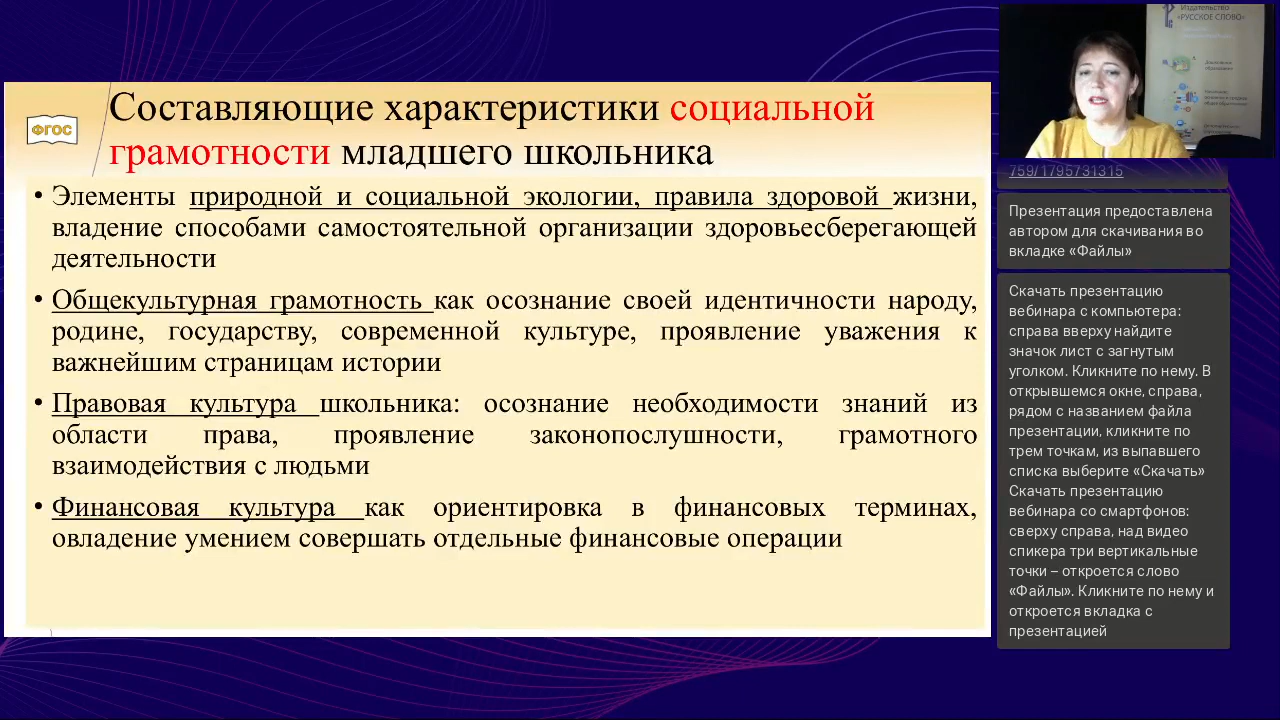 Составляющие характеристики социальной
грамотности младшего школьника
ФГОС
• Элементы природной и социальной экологии, правила здоровой жизни,
владение способами самостоятельной организации здоровьесберегающей
деятельности
• Общекультурная грамотность как осознание своей идентичности народу,
родине, государству, современной культуре, проявление уважения к
важнейшим страницам истории
• Правовая культура школьника: осознание необходимости знаний из
области права, проявление законопослушности, грамотного
взаимодействия с людьми
• Финансовая культура как ориентировка в финансовых терминах,
овладение умением совершать отдельные финансовые операции
Издательство
«РУССКОЕ СЛОВО»
759/1795731315
Презентация предоставлена
автором для скачивания во
вкладке «Файлы»
Скачать презентацию
вебинара с компьютера:
справа вверху найдите
значок лист с загнутым
уголком. Кликните по нему. В
открывшемся окне, справа,
рядом с названием файла
презентации, кликните по
трем точкам, из выпавшего
списка выберите «Скачать»
Скачать презентацию
вебинара со смартфонов:
сверху справа, над видео
спикера три вертикальные
точки – откроется слово
«Файлы». Кликните по нему и
откроется вкладка с
презентацией